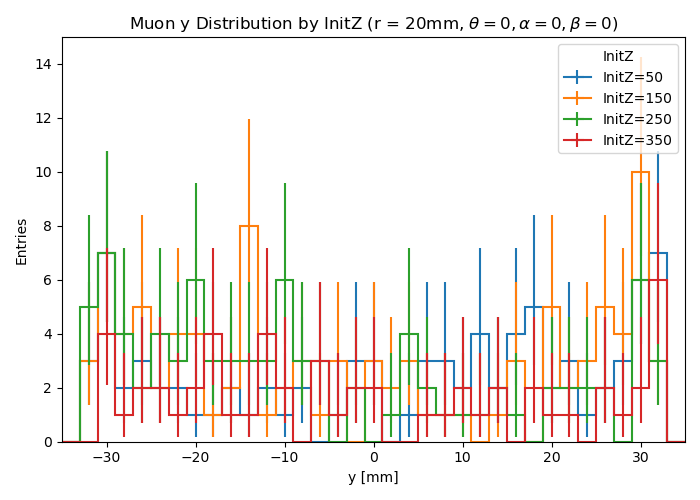 Muon y Distribution by InitZ (r = 20mm, θ = 0, α = 0, β = 0)
InitZ
InitZ=50
InitZ=150
InitZ=250
InitZ=350
14
12
10
8
6
4
2
0
Entries
−30 −20 −10 0 10 20 30
y [mm]